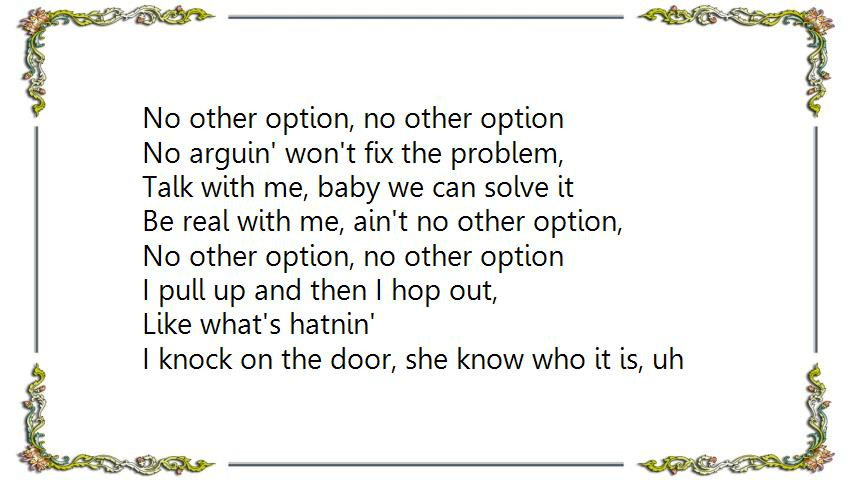 No other option, no other option
No arguin' won't fix the problem,
Talk with me, baby we can solve it
Be real with me, ain't no other option,
No other option, no other option
I pull up and then I hop out,
Like what's hatnin'
I knock on the door, she know who it is, uh